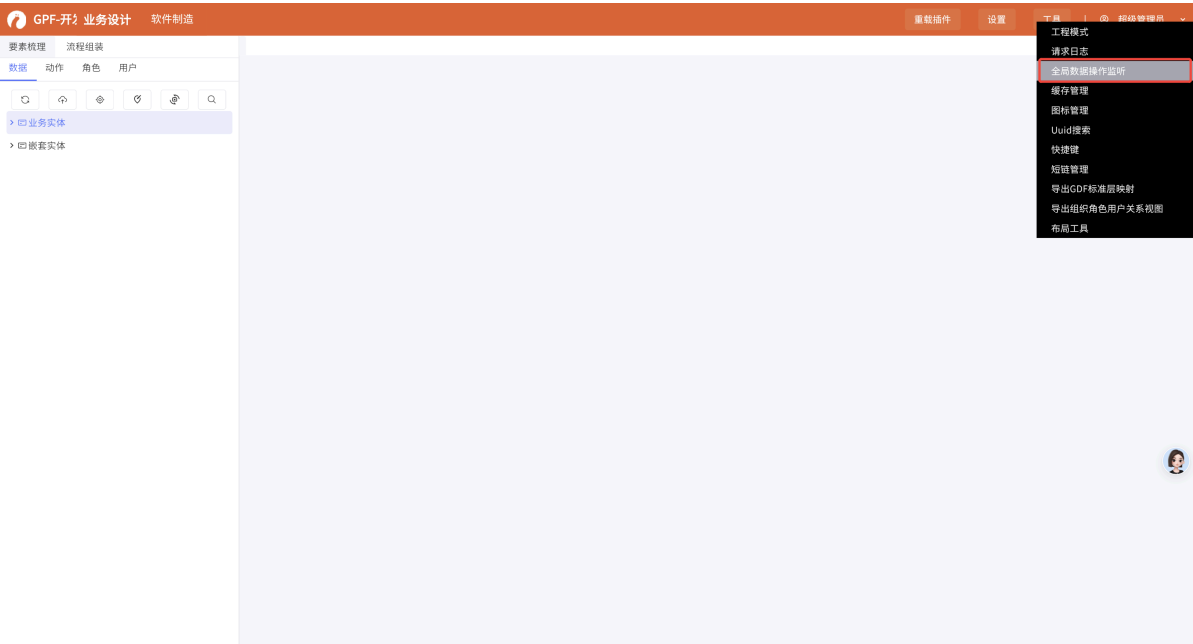 GPF-开发 业务设计 软件制造 重载插件 设置 工具 | 超级管理员
要素梳理 流程组装
数据 动作 角色 用户
业务实体
嵌套实体
工程模式
请求日志
全局数据操作监听
缓存管理
图标管理
Uuid搜索
快捷键
短链管理
导出GDF标准层映射
导出组织角色用户关系视图
布局工具